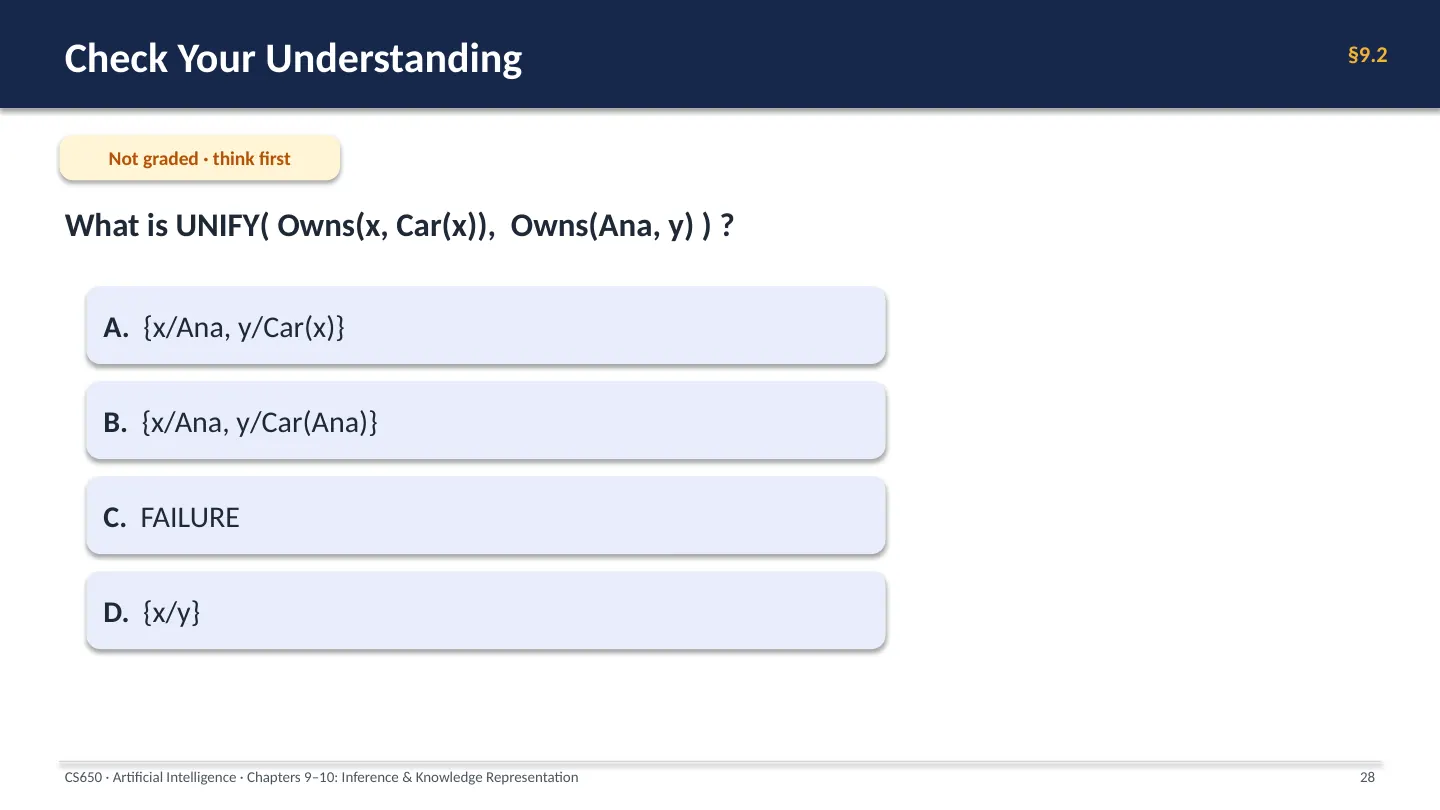 Check Your Understanding
§9.2
Not graded · think first
What is UNIFY( Owns(x, Car(x)),  Owns(Ana, y) ) ?
A.  {x/Ana, y/Car(x)}
B.  {x/Ana, y/Car(Ana)}
C.  FAILURE
D.  {x/y}
CS650 · Artificial Intelligence · Chapters 9–10: Inference & Knowledge Representation
28